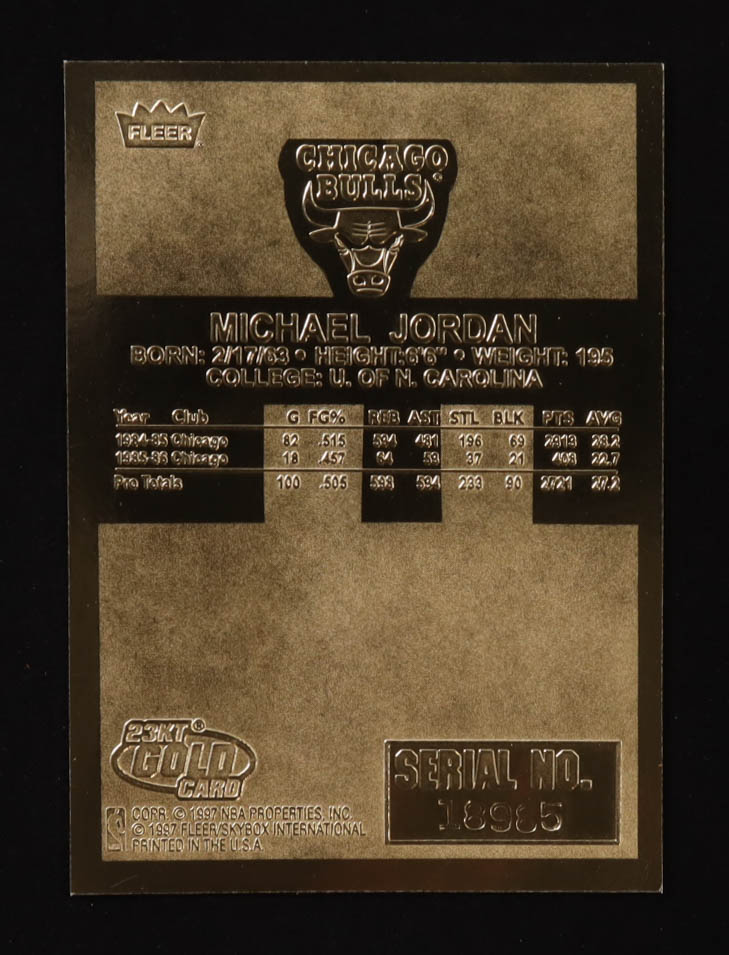 FLEER
CHICAGO
BULLS
MICHAEL JORDAN
BORN: 2/17/63 • HEIGHT:6'6" • WEIGHT: 195
COLLEGE: U. OF N. CAROLINA
Year Club G FG% REB AST STL BLK PTS AVG
1984-85 Chicago 82 .515 534 481 196 69 2313 28.2
1985-86 Chicago 18 .457 64 53 37 21 408 22.7
Pro Totals 100 .505 598 534 233 90 2721 27.2
23KT®
GOLD
CARD
SERIAL NO.
18985
COPR. © 1997 NBA PROPERTIES, INC.
© 1997 FLEER/SKYBOX INTERNATIONAL
PRINTED IN THE U.S.A.